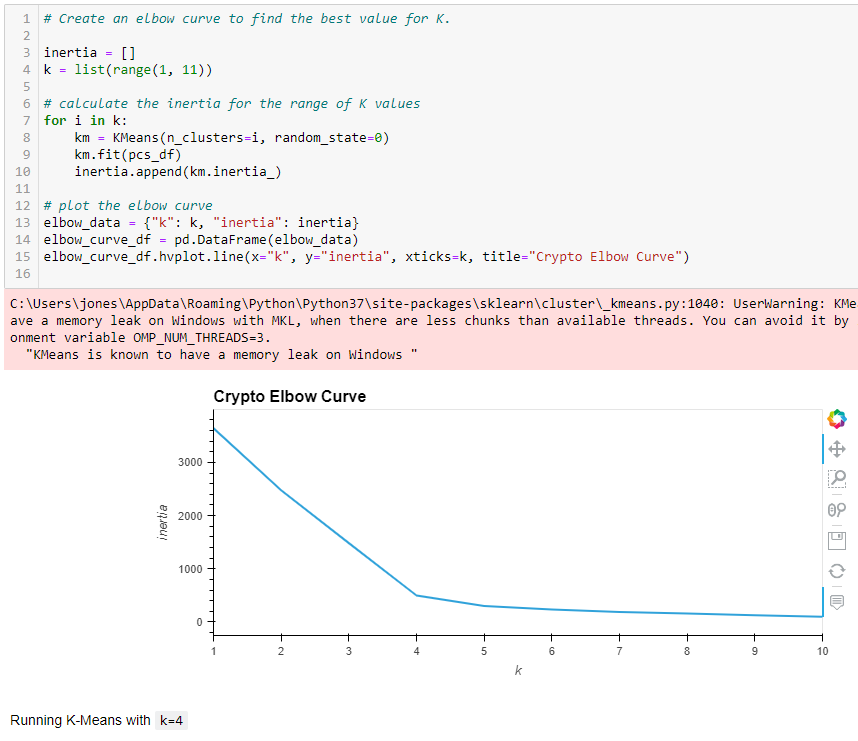 1 # Create an elbow curve to find the best value for K.
2
3 inertia = []
4 k = list(range(1, 11))
5
6 # calculate the inertia for the range of K values
7 for i in k:
8     km = KMeans(n_clusters=i, random_state=0)
9     km.fit(pcs_df)
10     inertia.append(km.inertia_)
11
12 # plot the elbow curve
13 elbow_data = {"k": k, "inertia": inertia}
14 elbow_curve_df = pd.DataFrame(elbow_data)
15 elbow_curve_df.hvplot.line(x="k", y="inertia", xticks=k, title="Crypto Elbow Curve")
16
C:\Users\jones\AppData\Roaming\Python\Python37\site-packages\sklearn\cluster\_kmeans.py:1040: UserWarning: KMe
ave a memory leak on Windows with MKL, when there are less chunks than available threads. You can avoid it by
onment variable OMP_NUM_THREADS=3.
"KMeans is known to have a memory leak on Windows "
Crypto Elbow Curve
3000
2000
1000
0
inertia
1 2 3 4 5 6 7 8 9 10
k
Running K-Means with k=4